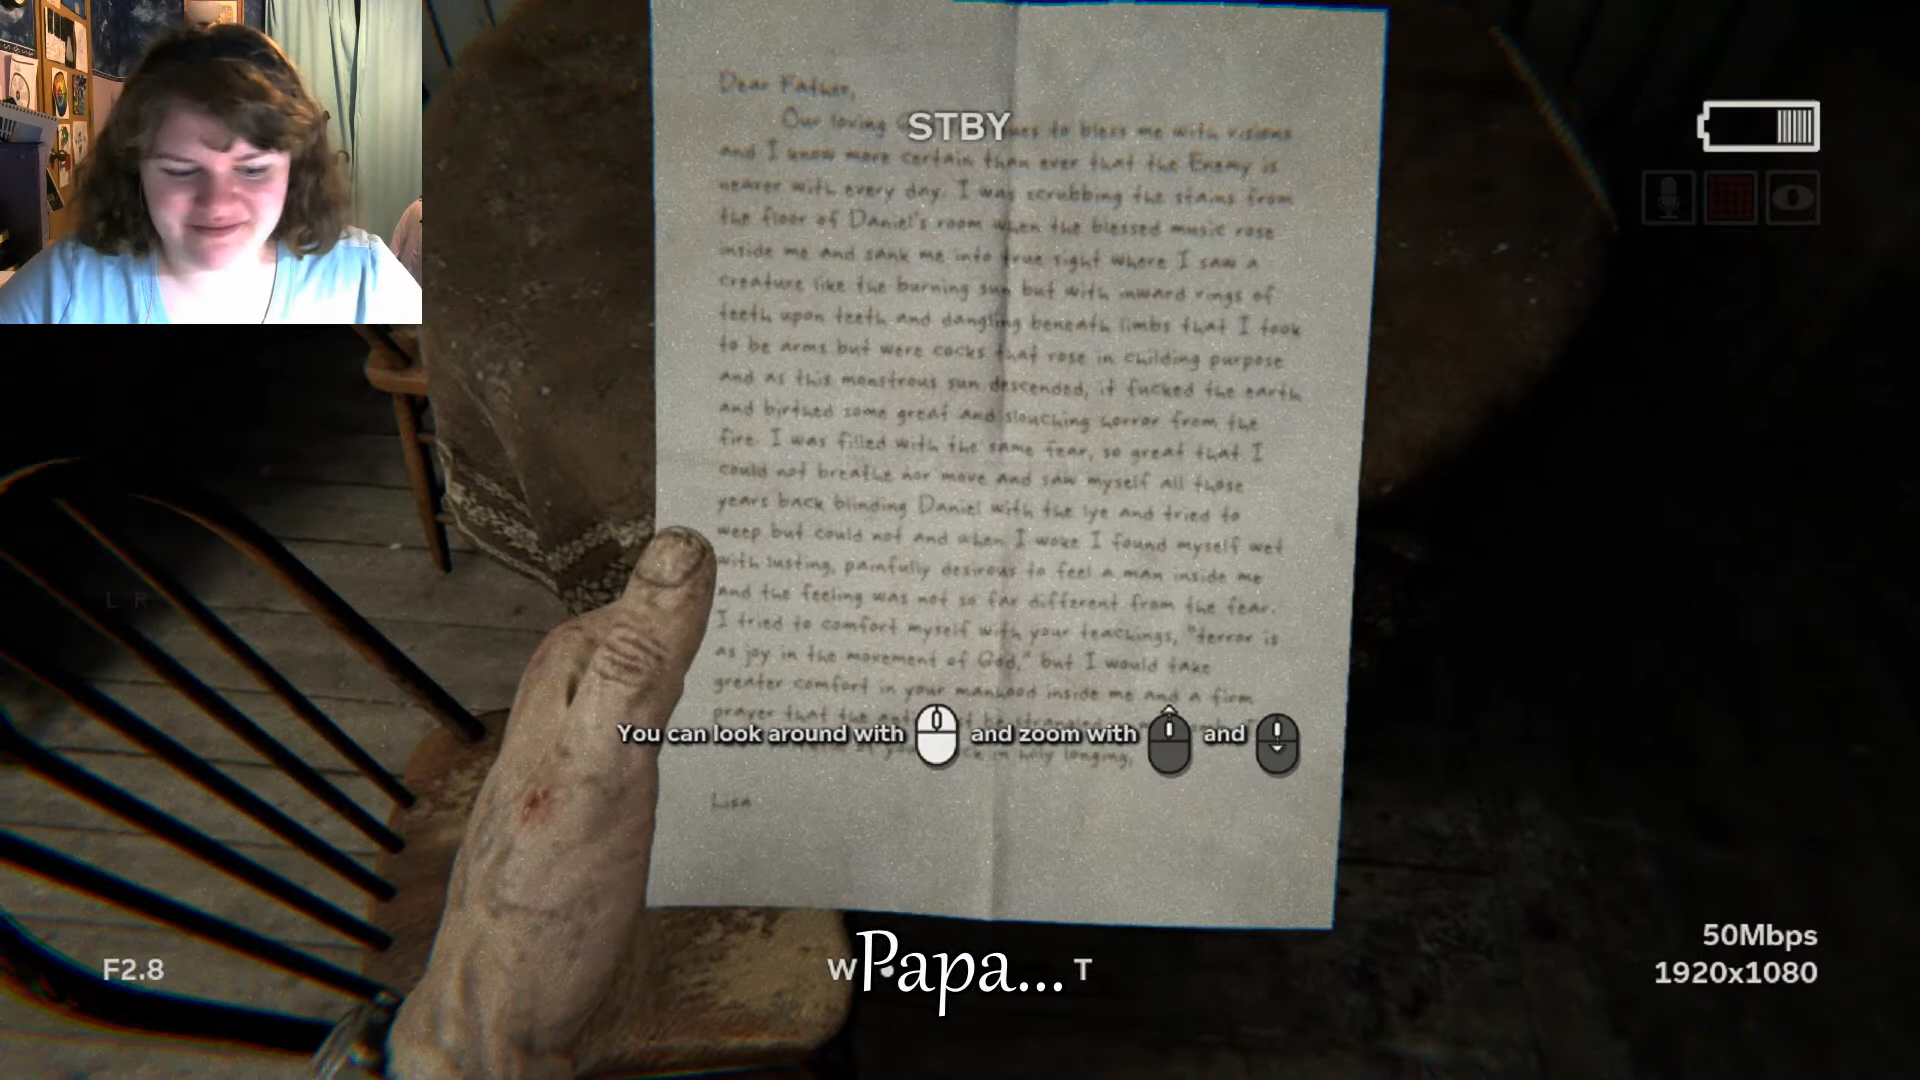 Dear Father,
STBY
Our loving ues to bless me with visions
and I know more certain than ever that the Enemy is
nearer with every day. I was scrubbing the stains from
the floor of Daniel's room when the blessed music rose
inside me and sank me into true sight where I saw a
creature like the burning sun but with inward rings of
teeth upon teeth and dangling beneath limbs that I took
to be arms but were cocks that rose in childing purpose
and as this monstrous sun descended, it fucked the earth
and birthed some great and slouching horror from the
fire. I was filled with the same fear, so great that I
could not breathe nor move and saw myself all those
years back blinding Daniel with the lye and tried to
weep but could not and when I woke I found myself wet
with lusting, painfully desirous to feel a man inside me
and the feeling was not so far different from the fear.
I tried to comfort myself with your teachings, "terror is
as joy in the movement of God," but I would take
greater comfort in your manhood inside me and a firm
prayer that the be strangled
You can look around with and zoom with and
in holy longing,
Lisa
L R
50Mbps
F2.8
W T
1920x1080
Papa...